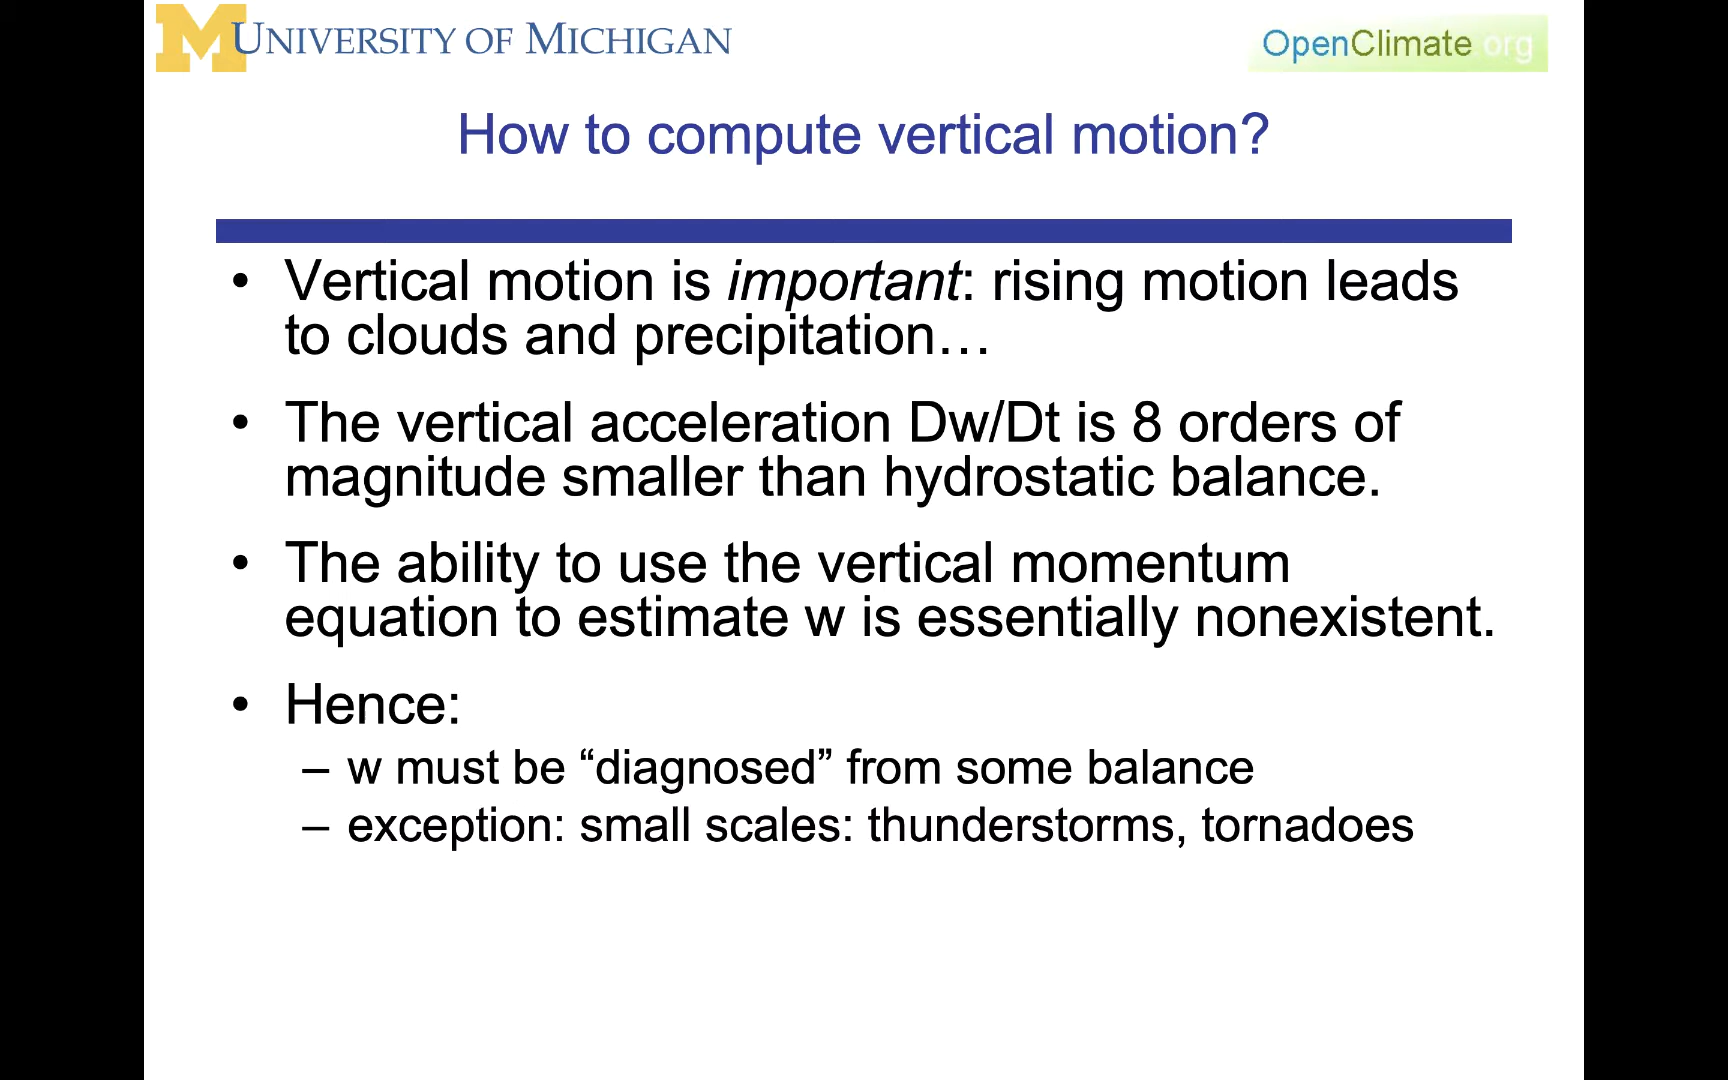 M UNIVERSITY OF MICHIGAN
OpenClimate.org
How to compute vertical motion?
• Vertical motion is important: rising motion leads
to clouds and precipitation…
• The vertical acceleration Dw/Dt is 8 orders of
magnitude smaller than hydrostatic balance.
• The ability to use the vertical momentum
equation to estimate w is essentially nonexistent.
• Hence:
– w must be “diagnosed” from some balance
– exception: small scales: thunderstorms, tornadoes